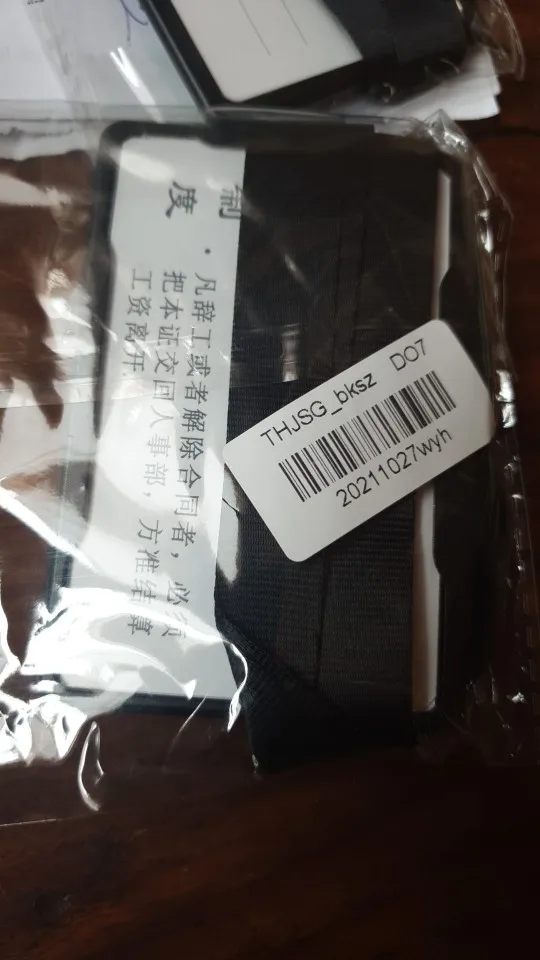 制
度
·凡辞工或者解除合同者，必须
把本证交回人事部，方准结算
工资离开
THJSG_bksz D07
20211027wyh